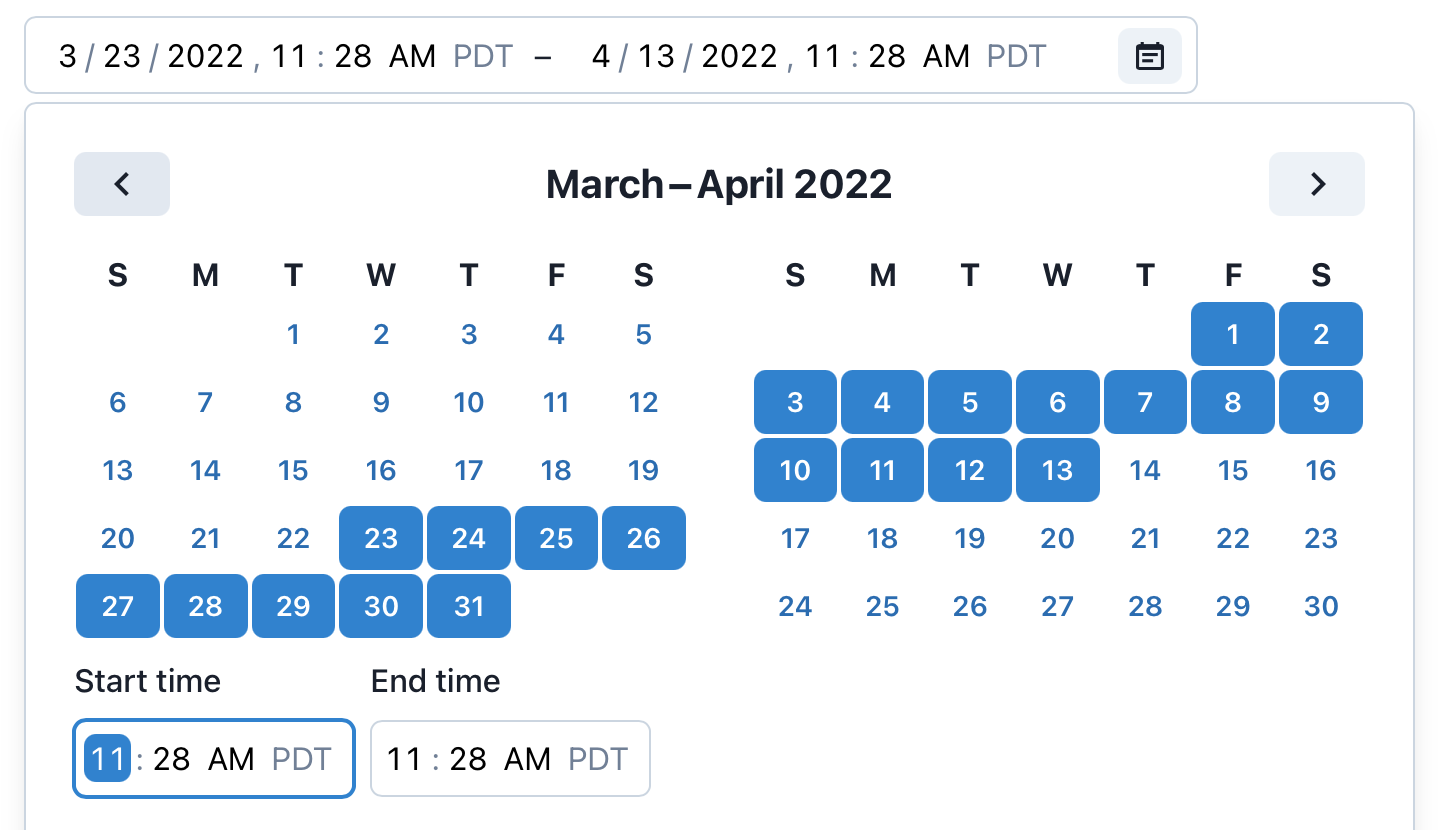 3 / 23 / 2022 , 11 : 28 AM PDT – 4 / 13 / 2022 , 11 : 28 AM PDT
March – April 2022
S M T W T F S
1 2 3 4 5
6 7 8 9 10 11 12
13 14 15 16 17 18 19
20 21 22 23 24 25 26
27 28 29 30 31
S M T W T F S
1 2
3 4 5 6 7 8 9
10 11 12 13 14 15 16
17 18 19 20 21 22 23
24 25 26 27 28 29 30
Start time
11 : 28 AM PDT
End time
11 : 28 AM PDT